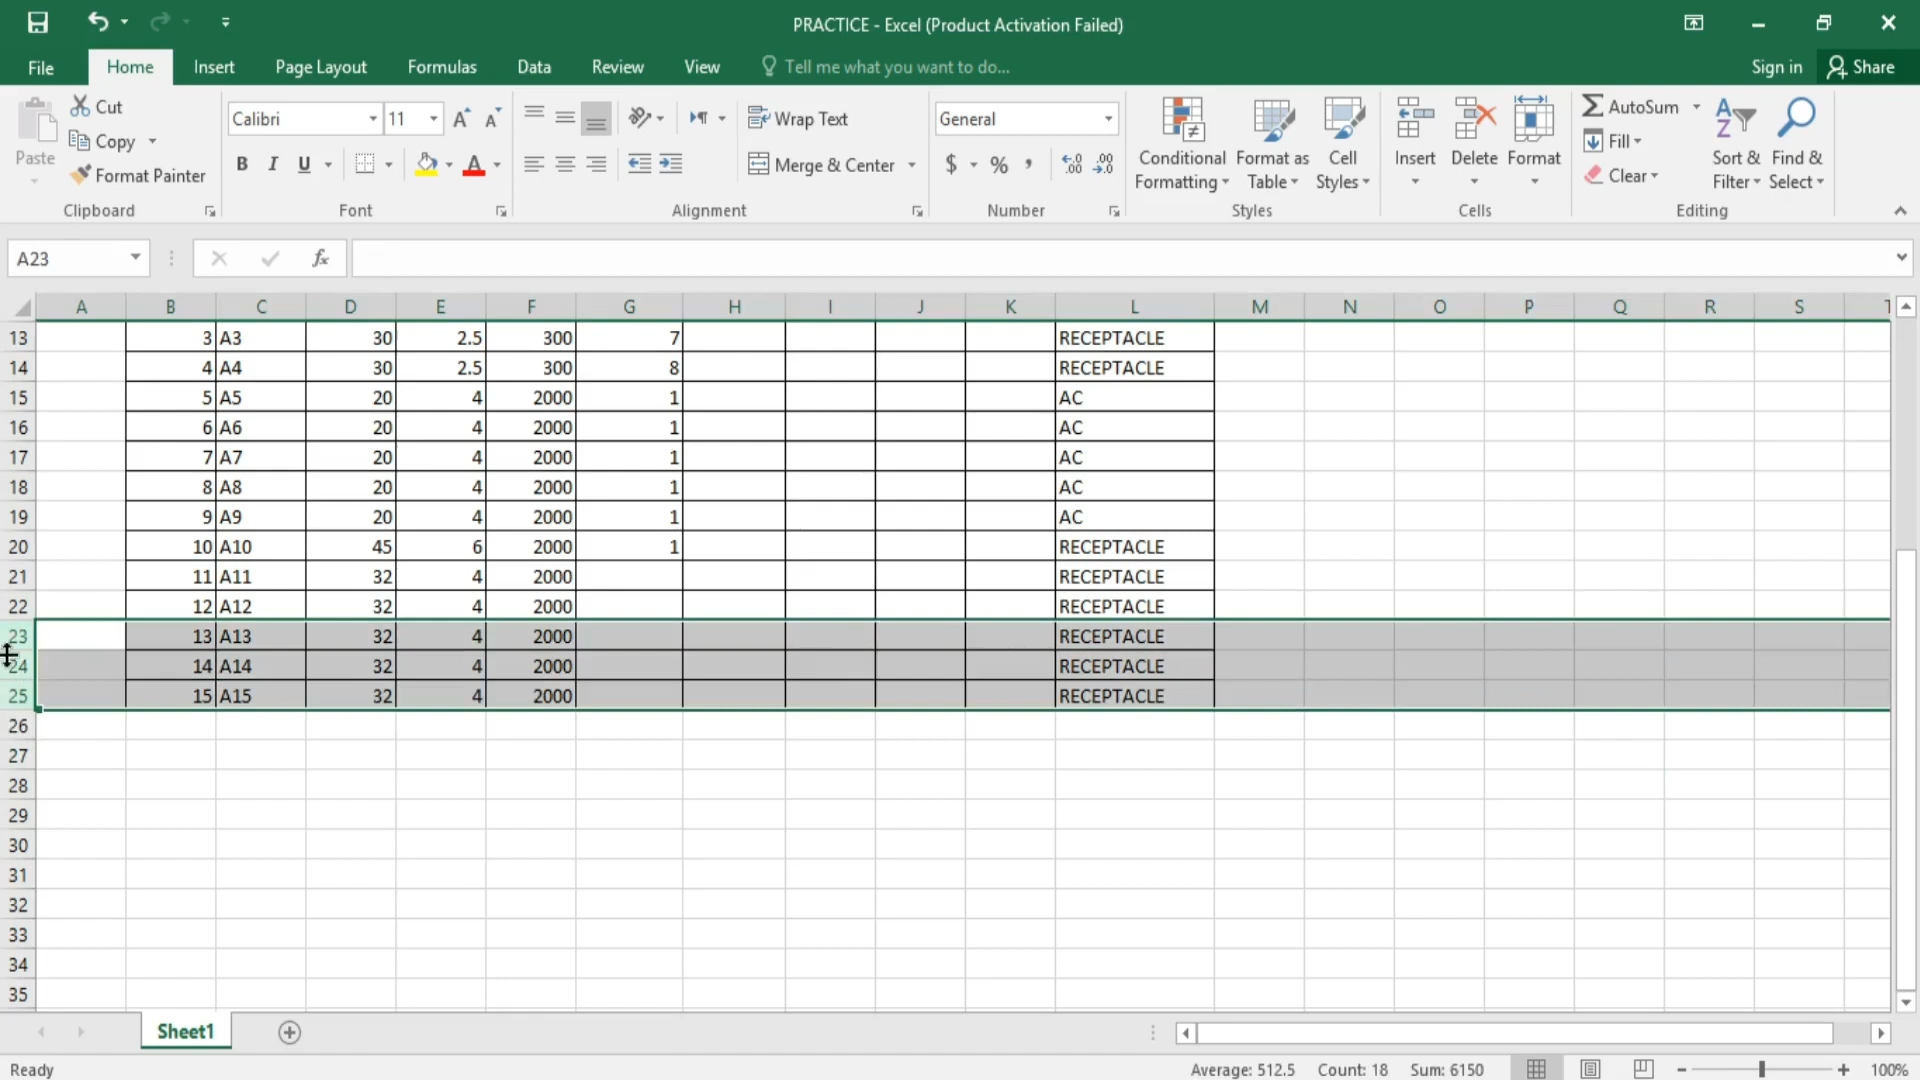 PRACTICE - Excel (Product Activation Failed)
File Home Insert Page Layout Formulas Data Review View Tell me what you want to do... Sign in Share
Cut
Copy
Format Painter
Paste
Clipboard
Calibri 11
B I U A
Font
Wrap Text
Merge & Center
Alignment
General
$ % ,
Number
Conditional Formatting
Format as Table
Cell Styles
Styles
Insert
Delete
Format
Cells
AutoSum
Fill
Clear
Sort & Filter
Find & Select
Editing
A23 fx
A B C D E F G H I J K L M N O P Q R S T
13 3 A3 30 2.5 300 7 RECEPTACLE
14 4 A4 30 2.5 300 8 RECEPTACLE
15 5 A5 20 4 2000 1 AC
16 6 A6 20 4 2000 1 AC
17 7 A7 20 4 2000 1 AC
18 8 A8 20 4 2000 1 AC
19 9 A9 20 4 2000 1 AC
20 10 A10 45 6 2000 1 RECEPTACLE
21 11 A11 32 4 2000 RECEPTACLE
22 12 A12 32 4 2000 RECEPTACLE
23 13 A13 32 4 2000 RECEPTACLE
24 14 A14 32 4 2000 RECEPTACLE
25 15 A15 32 4 2000 RECEPTACLE
26
27
28
29
30
31
32
33
34
35
Sheet1
Ready Average: 512.5 Count: 18 Sum: 6150 100%